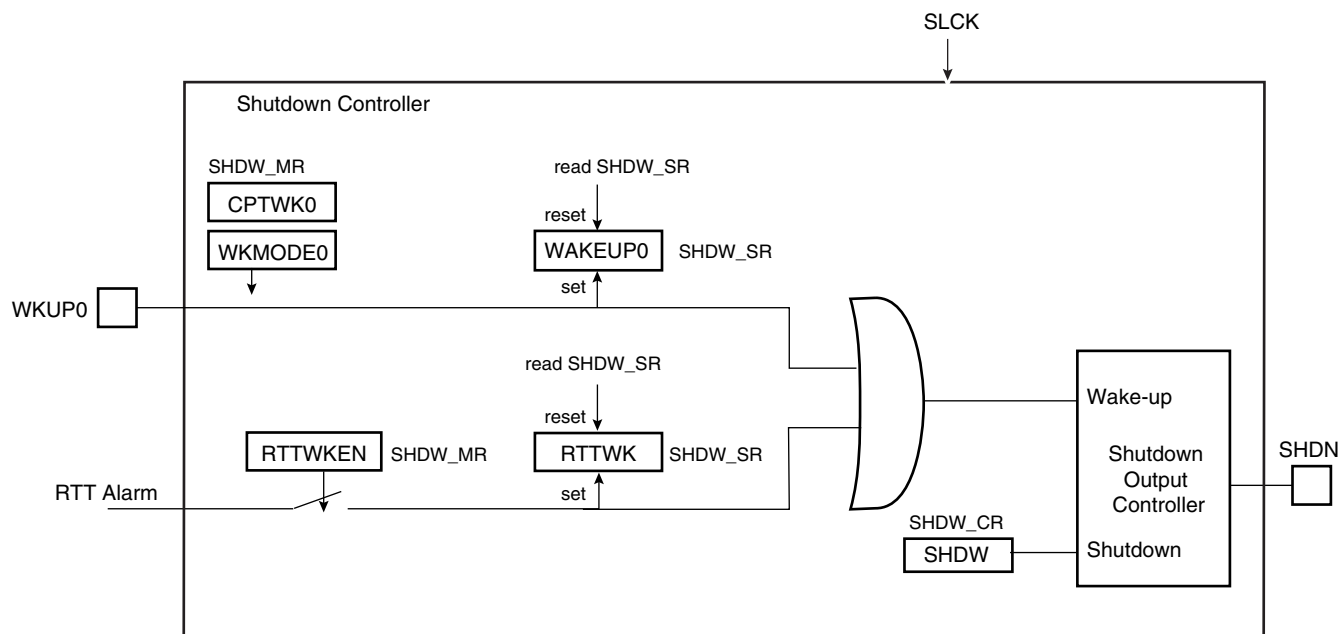 SLCK
Shutdown Controller
SHDW_MR
read SHDW_SR
CPTWK0
reset
WKMODE0
WAKEUP0
SHDW_SR
set
WKUP0
read SHDW_SR
reset
Wake-up
RTTWKEN
SHDW_MR
RTTWK
SHDW_SR
Shutdown
Output
Controller
SHDN
RTT Alarm
set
SHDW_CR
SHDW
Shutdown